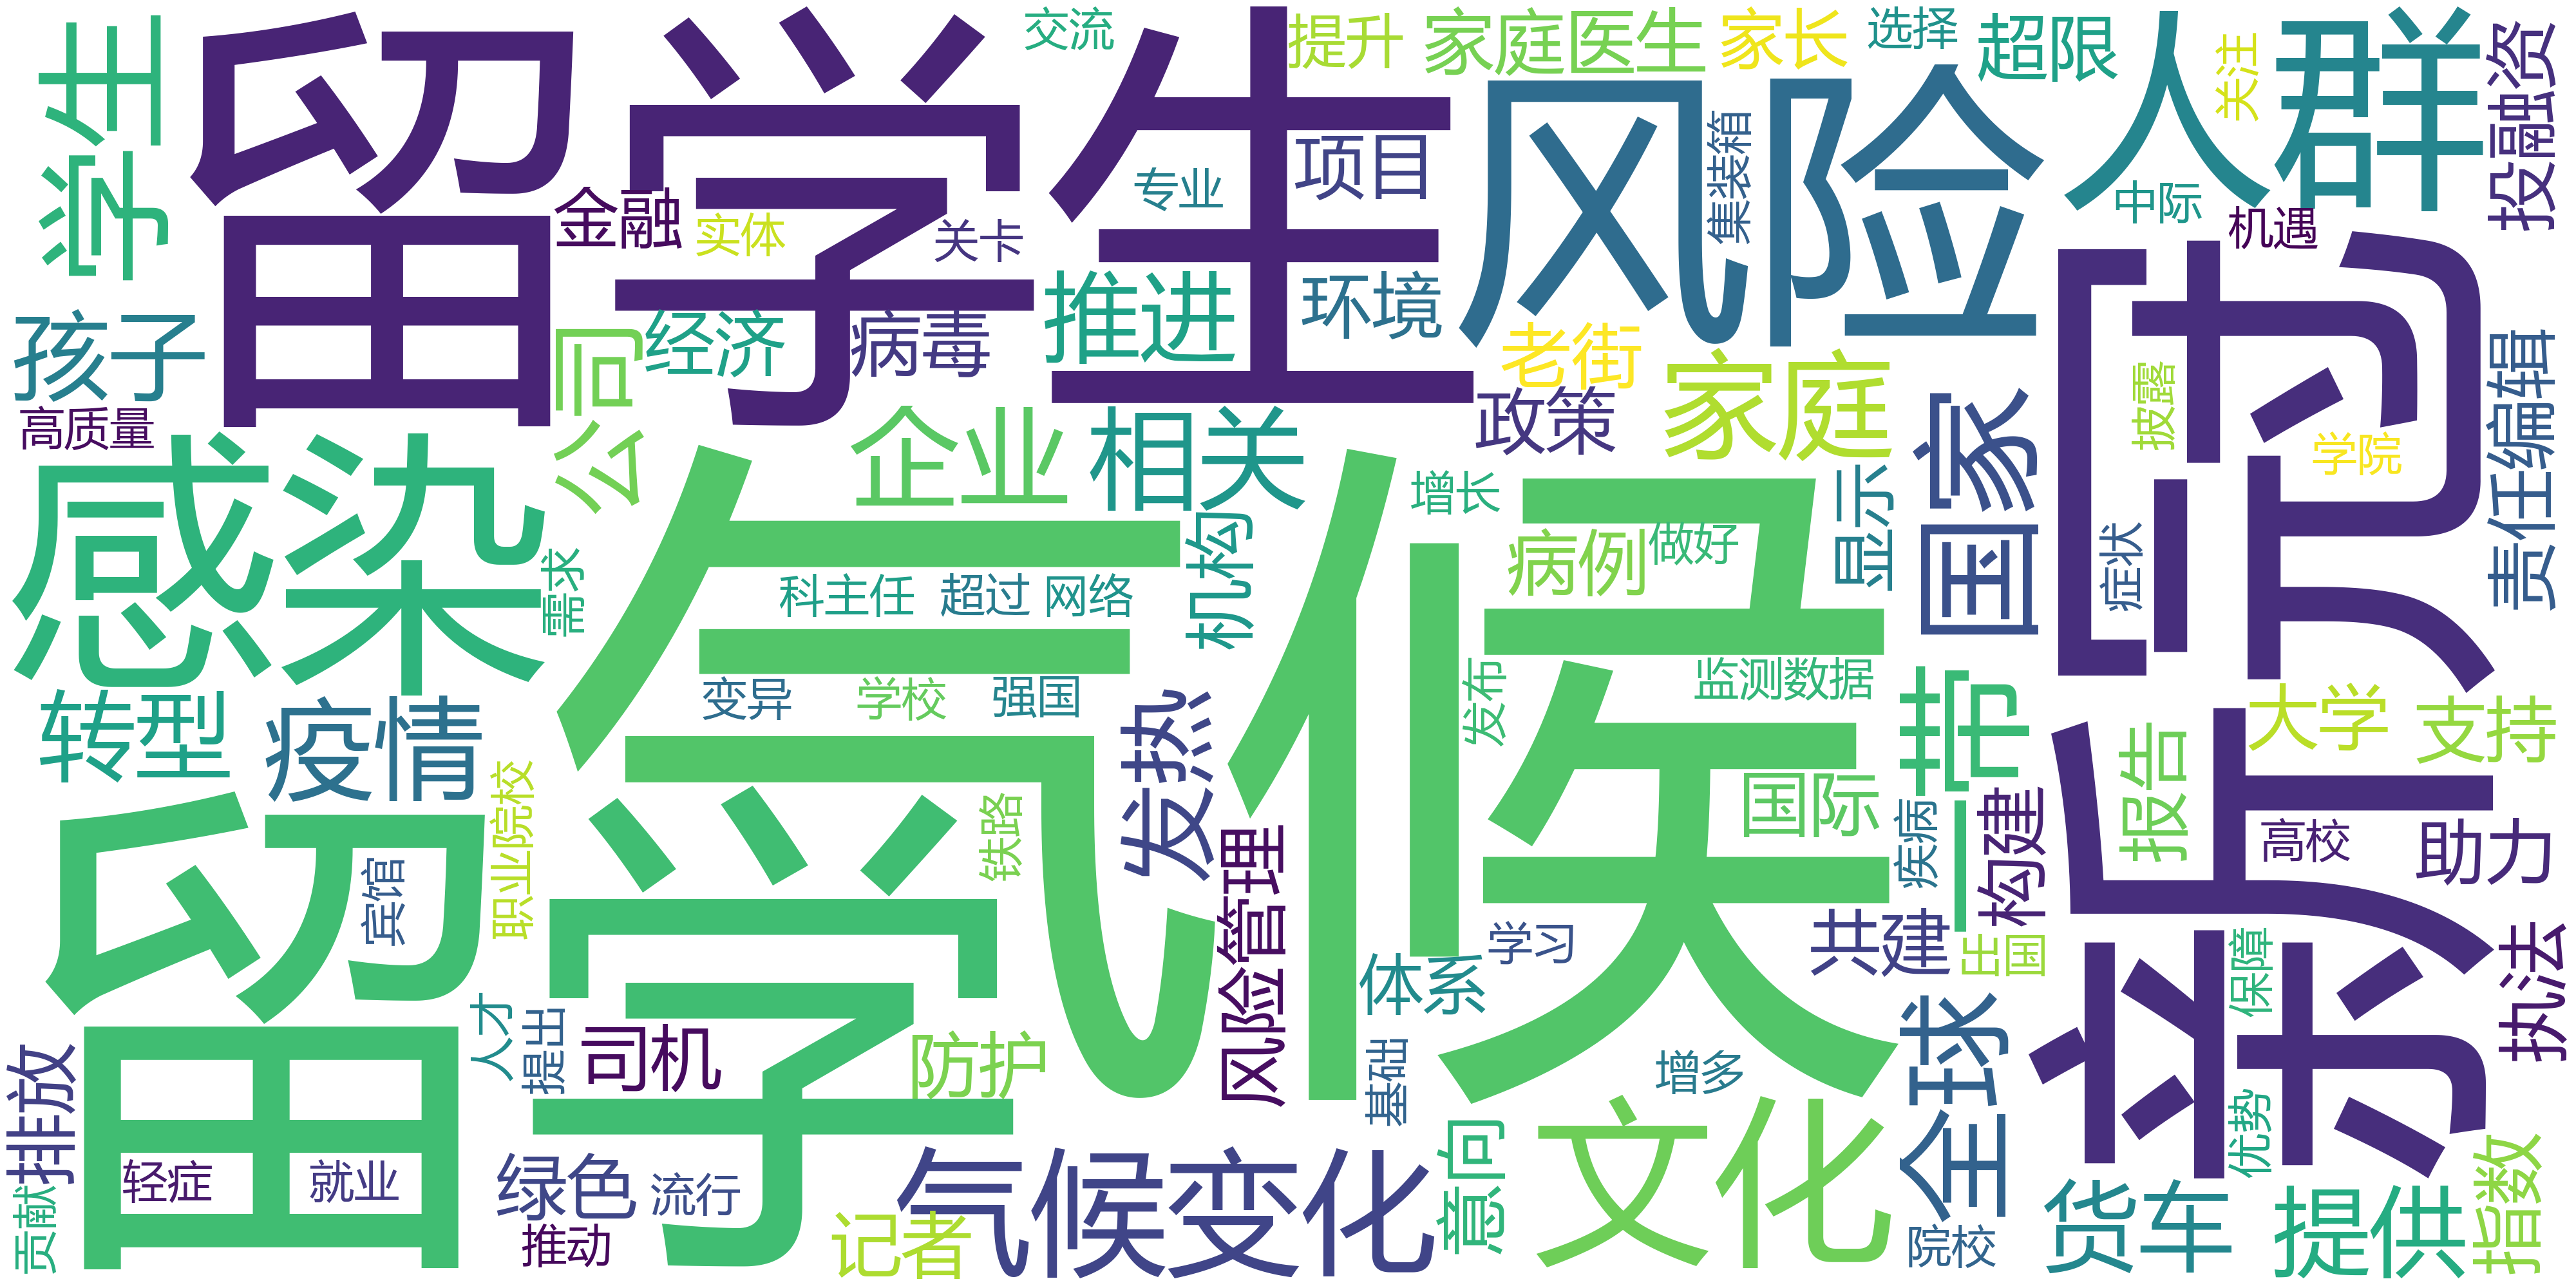 留学生
气候
留学
新冠
风险
人群
感染
文化
气候变化
学生
交流
提升
家庭医生
家长
选择
超限
关注
投融资
金融
实体
关卡
专业
项目
集装箱
中际
机遇
孩子
高质量
公司
经济
病毒
推进
环境
老街
政策
家庭
国家
披露
学院
责任编辑
企业
相关
机构
增长
病例
做好
显示
症状
需求
科主任
超过
网络
变异
学校
强国
发热
发布
监测数据
国际
一带
大学
支持
转型
疫情
职业院校
宾馆
铁路
风险管理
疾病
构建
报告
高校
助力
学习
共建
出国
保障
执法
体系
人才
提出
司机
防护
基础
增多
全球
优势
排放
轻症
就业
贡献
绿色
流行
推动
记者
意向
院校
货车
提供
指数